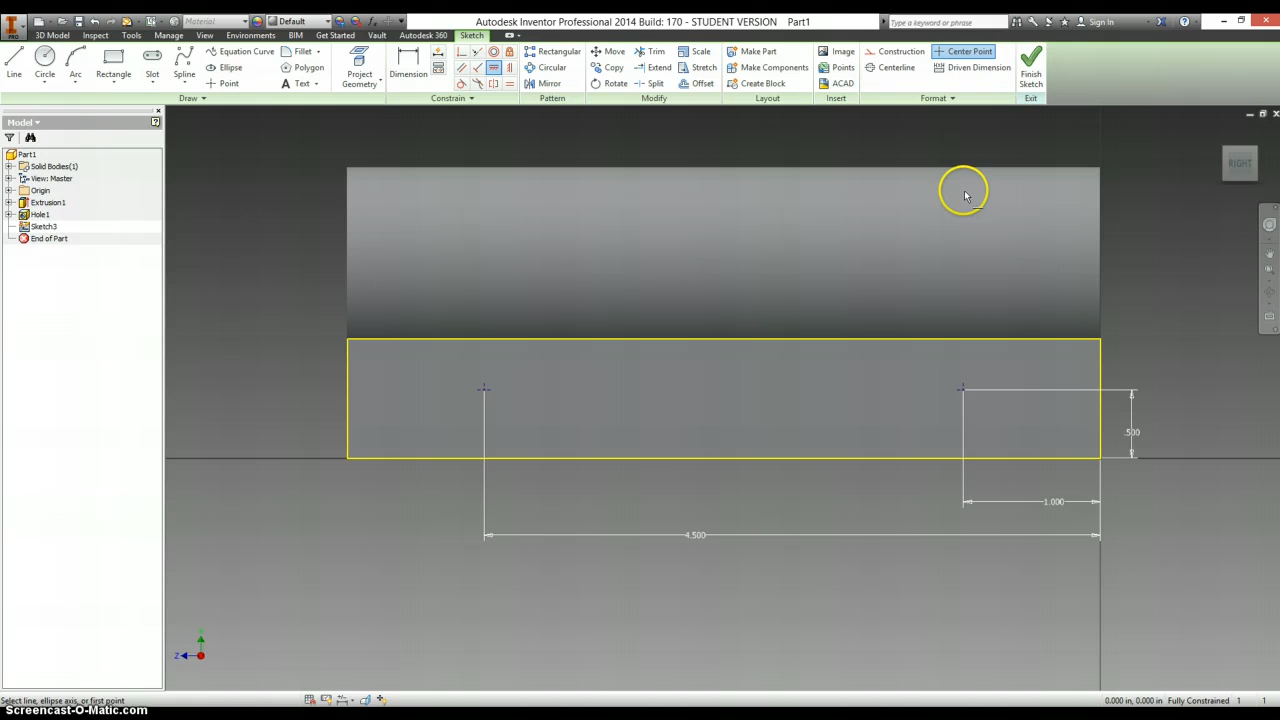 Material
Default
Autodesk Inventor Professional 2014 Build: 170 - STUDENT VERSION Part1
Type a keyword or phrase
Sign In
PRO
3D Model Inspect Tools Manage View Environments BIM Get Started Vault Autodesk 360 Sketch
Line Circle Arc Rectangle Slot Spline
Equation Curve Fillet
Ellipse Polygon
Point Text
Project Geometry
Dimension
Rectangular Move Trim Scale Make Part Image Construction Center Point
Circular Copy Extend Stretch Make Components Points Centerline Driven Dimension
Mirror Rotate Split Offset Create Block ACAD
Finish Sketch
Draw Constrain Pattern Modify Layout Insert Format Exit
Model
Part1
Solid Bodies(1)
View: Master
Origin
Extrusion1
Hole1
Sketch3
End of Part
RIGHT
.500
1.000
4.500
Z
Select line, ellipse axis, or first point
0.000 in, 0.000 in Fully Constrained 1 1
Screencast-O-Matic.com